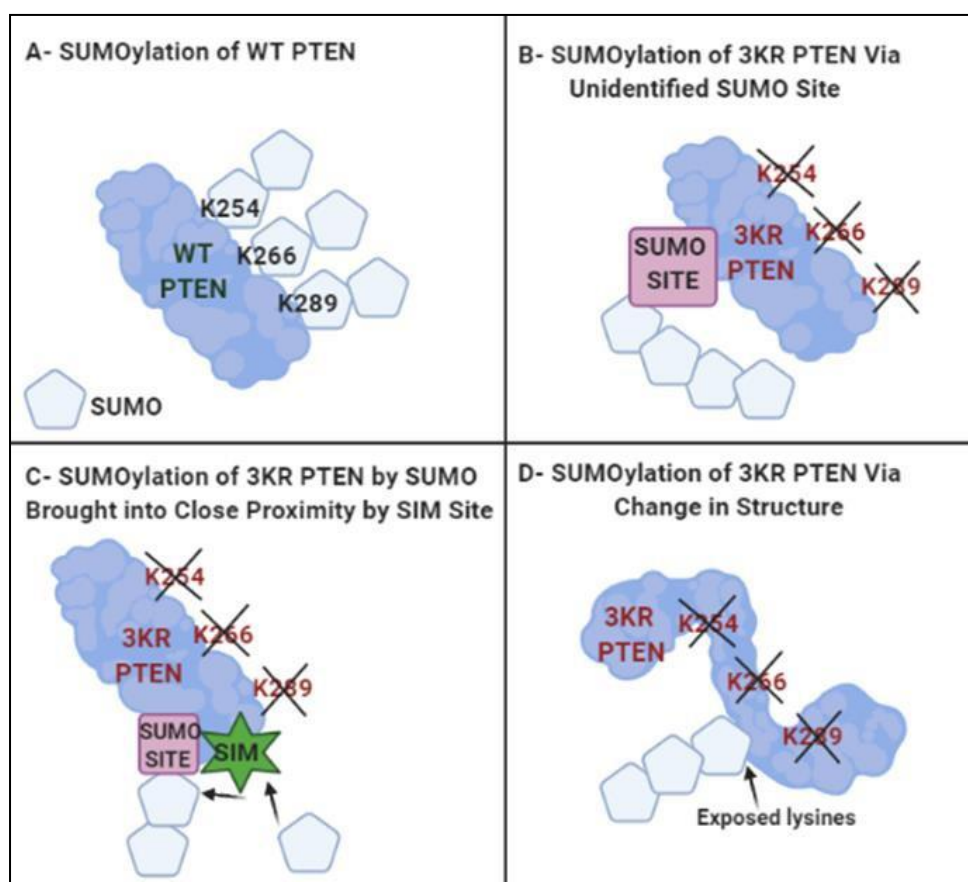 A- SUMOylation of WT PTEN
K254
K266
K289
WT
PTEN
SUMO
B- SUMOylation of 3KR PTEN Via
Unidentified SUMO Site
K254
K266
K289
3KR
PTEN
SUMO
SITE
C- SUMOylation of 3KR PTEN by SUMO
Brought into Close Proximity by SIM Site
K254
K266
K289
3KR
PTEN
SUMO
SITE
SIM
D- SUMOylation of 3KR PTEN Via
Change in Structure
3KR
PTEN
K254
K266
K289
Exposed lysines